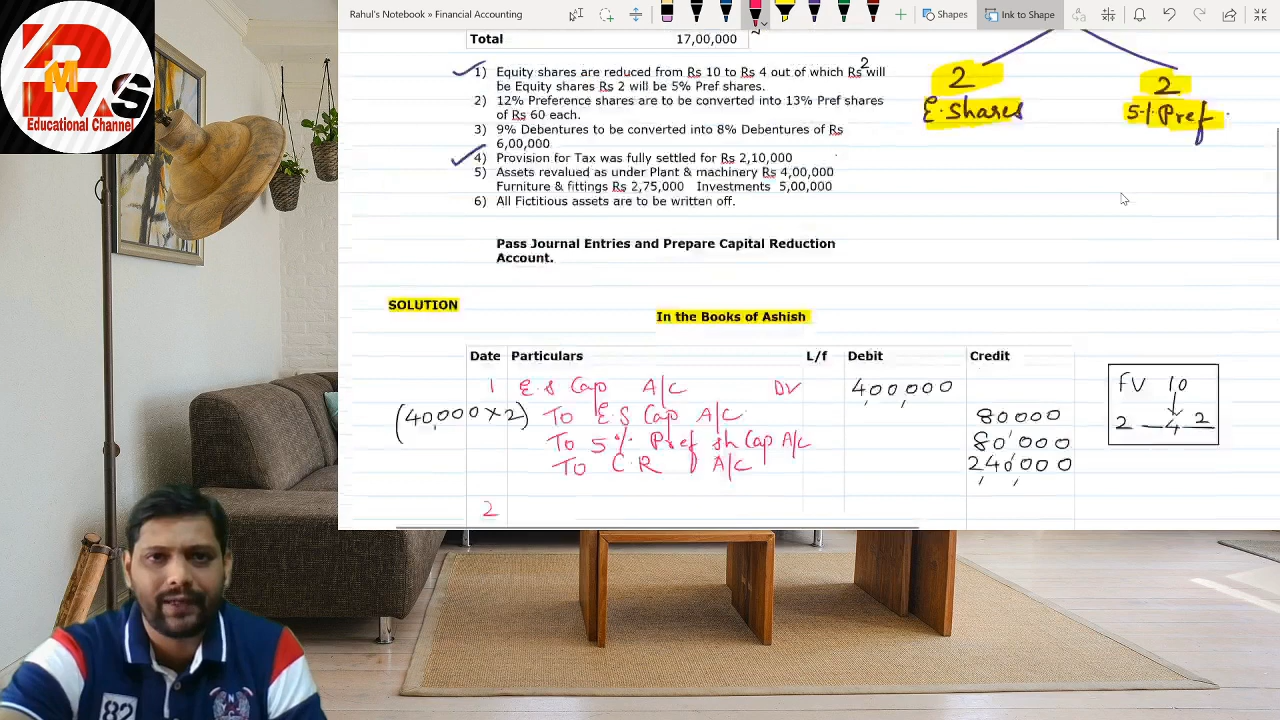 R
M
S
Educational Channel
Rahul's Notebook » Financial Accounting
Shapes
Ink to Shape
Total 17,00,000
1) Equity shares are reduced from Rs 10 to Rs out of which Rs 2 will
be Equity shares Rs 2 will be 5% Pref shares.
2) 12% Preference shares are to be converted into 13% Pref shares
of Rs 60 each.
3) 9% Debentures to be converted into 8% Debentures of Rs
6,00,000
4) Provision for Tax was fully settled for Rs 2,10,000
5) Assets revalued as under Plant & machinery Rs 4,00,000
Furniture & fittings Rs 2,75,000 Investments 5,00,000
6) All Fictitious assets are to be written off.
2
E.Shares
2
5% Pref
Pass Journal Entries and Prepare Capital Reduction
Account.
SOLUTION
In the Books of Ashish
Date Particulars L/f Debit Credit
1 E.S Cap A/c Dr 400,000
(40,000 x 2) To E.S Cap A/c 80000
To 5% Pref sh Cap A/c 80,000
To C.R A/c 240,000
2
FV 10
2 4 2
82